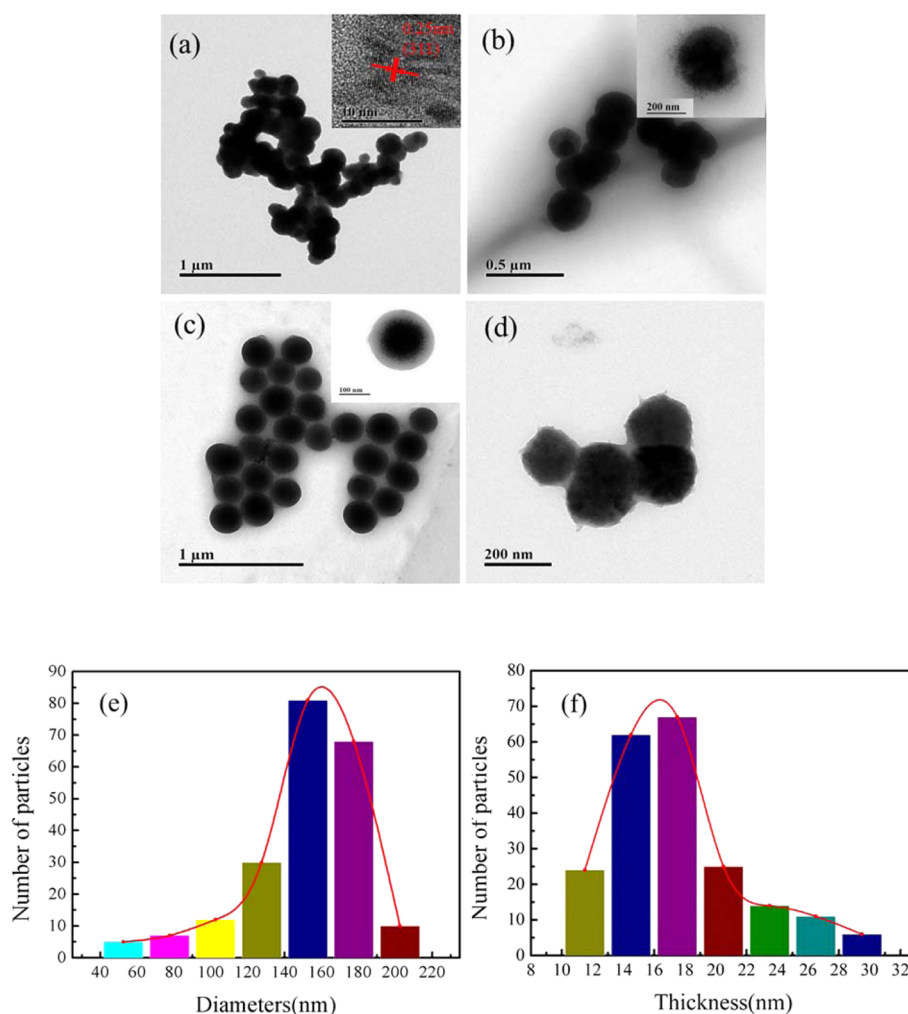 (a)
0.25nm
(311)
10 nm
1 µm
(b)
200 nm
0.5 µm
(c)
100 nm
1 µm
(d)
200 nm
(e)
Number of particles
90
80
70
60
50
40
30
20
10
0
40 60 80 100 120 140 160 180 200 220
Diameters(nm)
(f)
Number of particles
80
70
60
50
40
30
20
10
0
8 10 12 14 16 18 20 22 24 26 28 30 32
Thickness(nm)